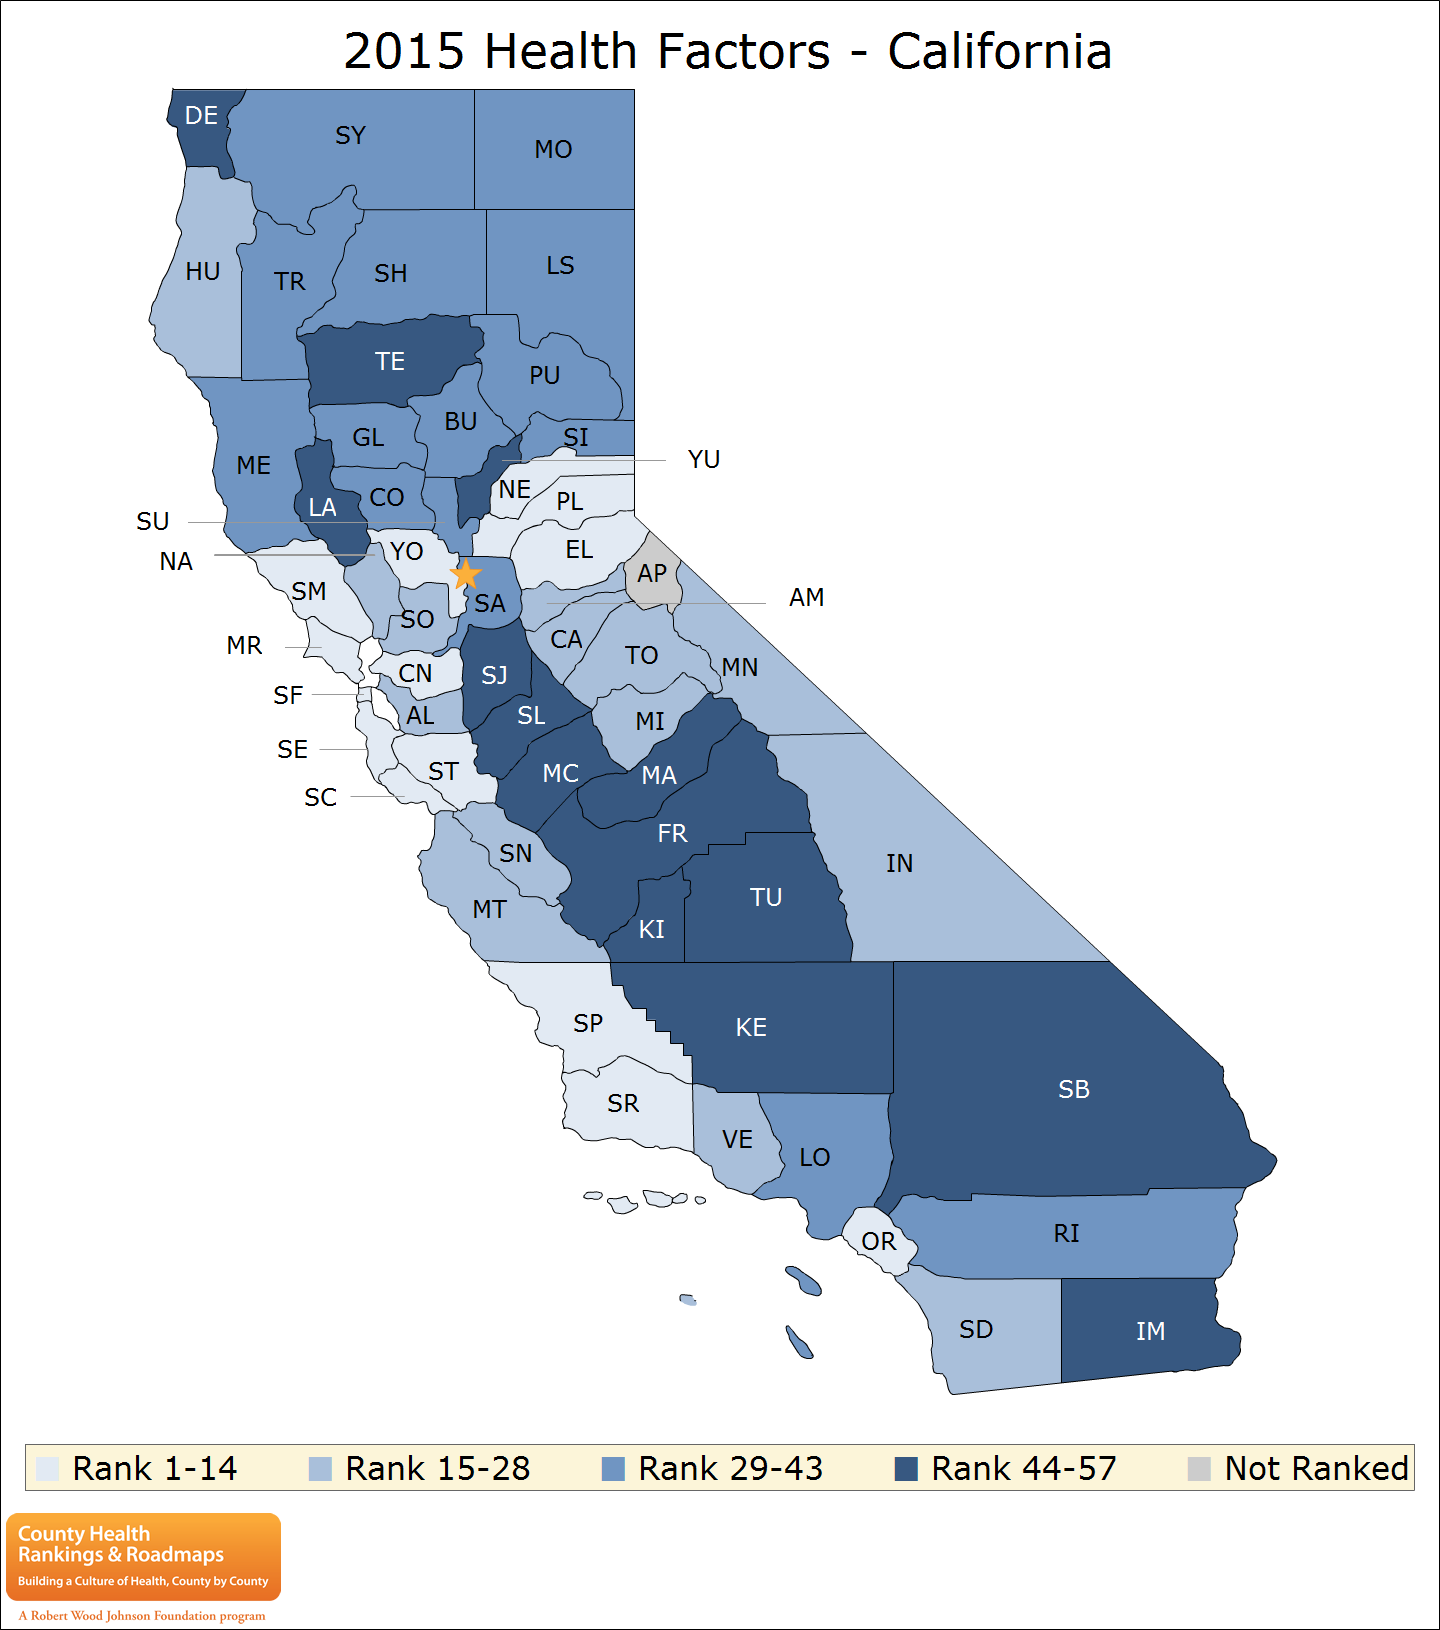 2015 Health Factors - California
DE
SY
MO
HU
TR
SH
LS
TE
PU
BU
GL
SI
ME
YU
NE
CO
PL
LA
SU
YO
EL
NA
AP
SM
AM
SA
SO
CA
MR
TO
MN
CN
SJ
SF
AL
SL
MI
SE
ST
MC
MA
SC
FR
SN
IN
TU
MT
KI
SP
KE
SB
SR
VE
LO
RI
OR
SD
IM
Rank 1-14 Rank 15-28 Rank 29-43 Rank 44-57 Not Ranked
County Health
Rankings & Roadmaps
Building a Culture of Health, County by County
A Robert Wood Johnson Foundation program